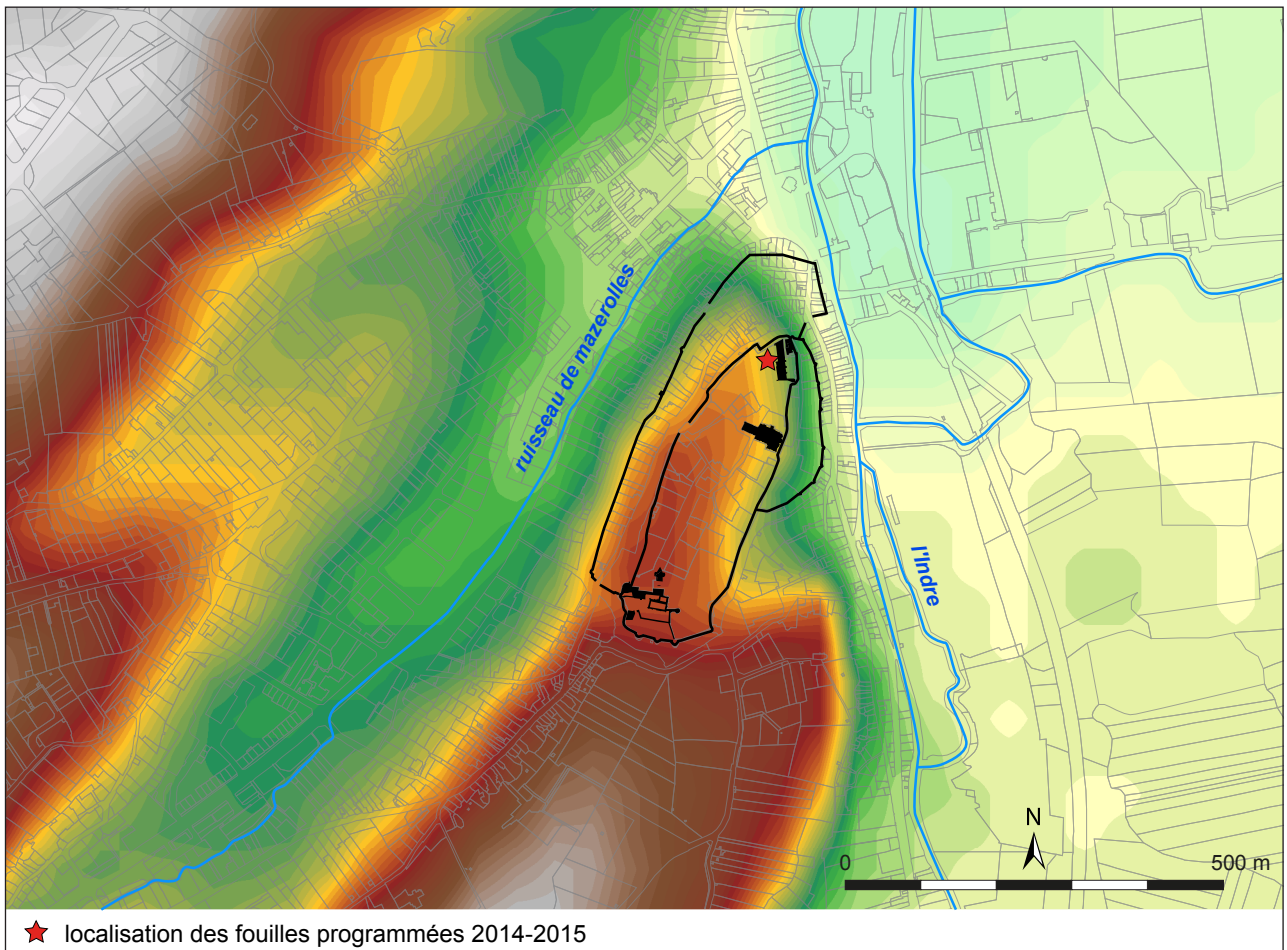 ruisseau de mazerolles
l'Indre
N
0
500 m
localisation des fouilles programmées 2014-2015